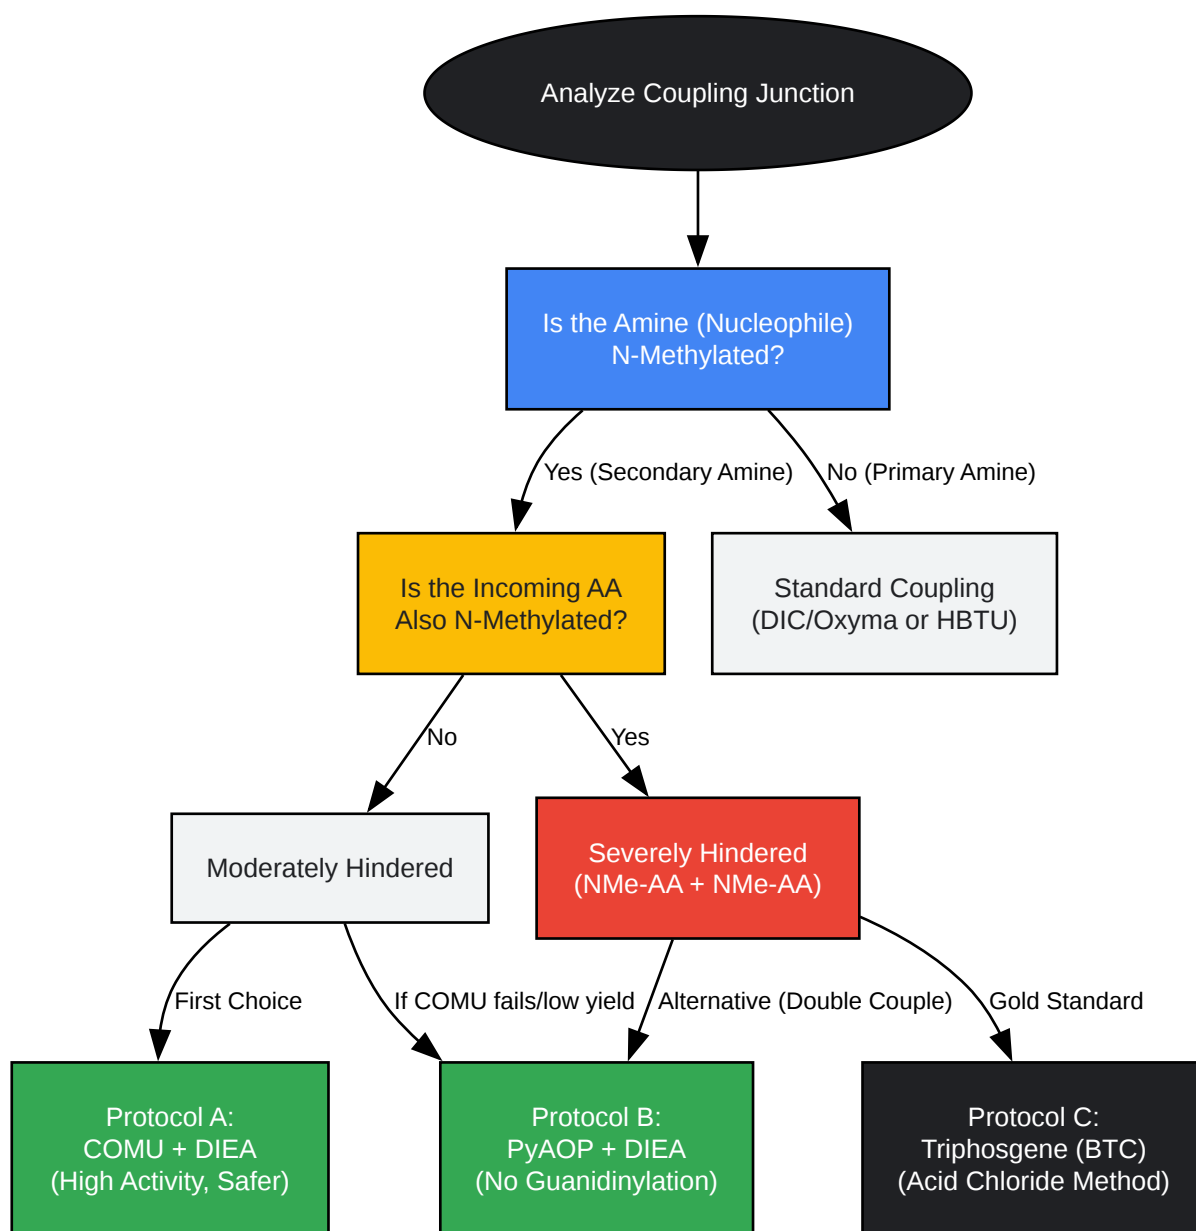 Analyze Coupling Junction
Is the Amine (Nucleophile)
N-Methylated?
Yes (Secondary Amine)
No (Primary Amine)
Is the Incoming AA
Also N-Methylated?
Standard Coupling
(DIC/Oxyma or HBTU)
No
Yes
Moderately Hindered
Severely Hindered
(NMe-AA + NMe-AA)
First Choice
If COMU fails/low yield
Alternative (Double Couple)
Gold Standard
Protocol A:
COMU + DIEA
(High Activity, Safer)
Protocol B:
PyAOP + DIEA
(No Guanidinylation)
Protocol C:
Triphosgene (BTC)
(Acid Chloride Method)